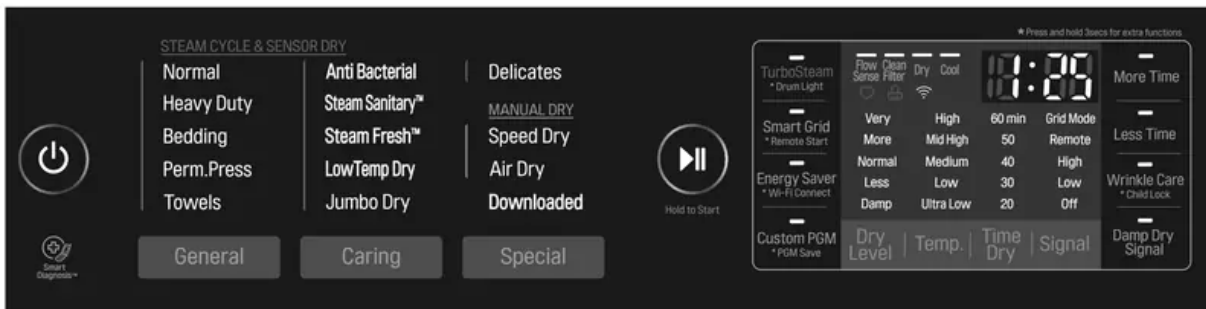 * Press and hold 3secs for extra functions
STEAM CYCLE & SENSOR DRY
Normal
Heavy Duty
Bedding
Perm.Press
Towels
General
Anti Bacterial
Steam Sanitary™
Steam Fresh™
LowTemp Dry
Jumbo Dry
Caring
Delicates
MANUAL DRY
Speed Dry
Air Dry
Downloaded
Special
Smart
Diagnosis™
Hold to Start
TurboSteam
* Drum Light
Smart Grid
* Remote Start
Energy Saver
* Wi-Fi Connect
Custom PGM
* PGM Save
Flow Sense
Clean Filter
Dry
Cool
1:25
Very
More
Normal
Less
Damp
Dry Level
High
Mid High
Medium
Low
Ultra Low
Temp.
60 min
50
40
30
20
Time Dry
Grid Mode
Remote
High
Low
Off
Signal
More Time
Less Time
Wrinkle Care
* Child Lock
Damp Dry
Signal